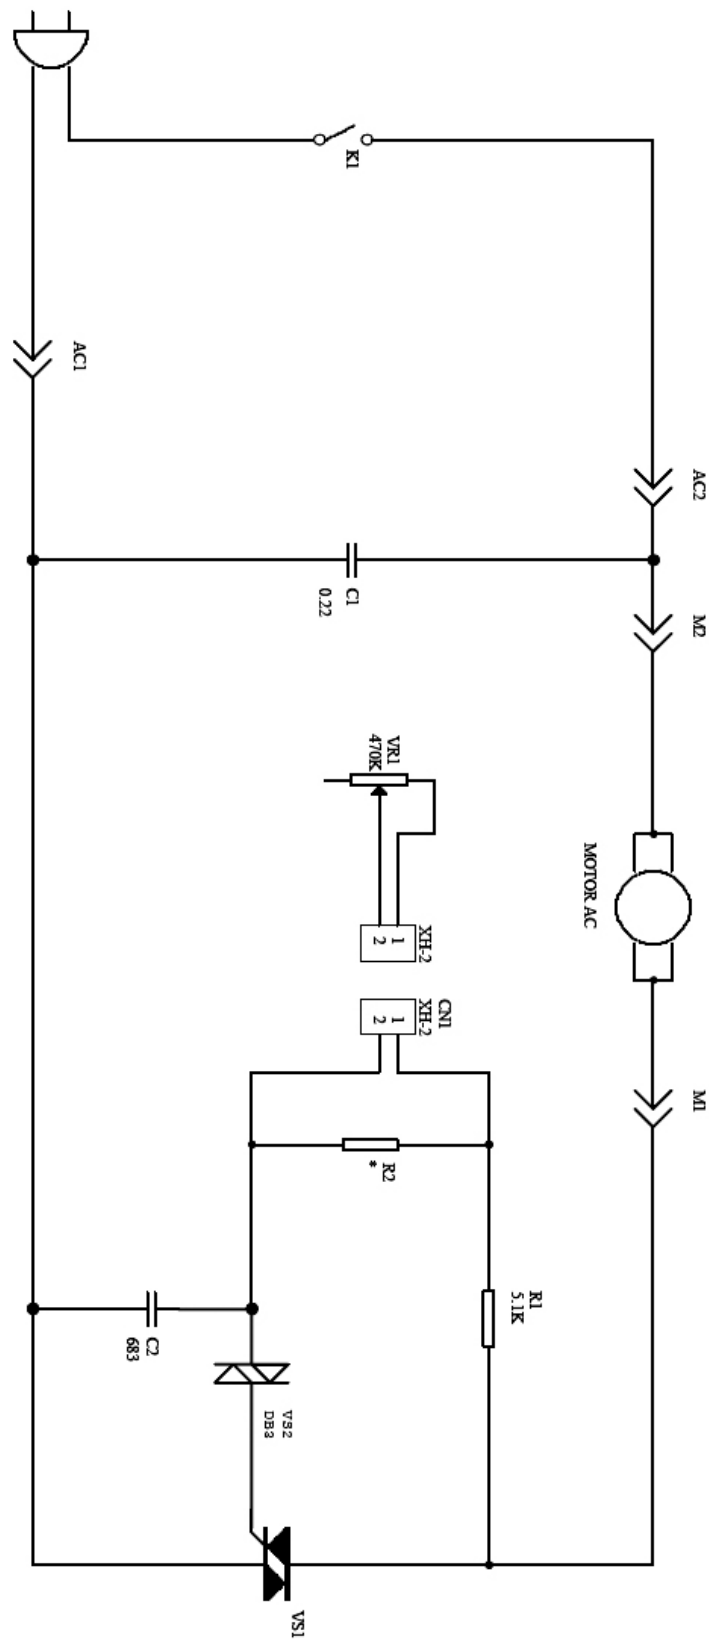 K1
AC1
AC2
C1
0.22
M2
VR1
470K
MOTOR AC
XH-2
1
2
CN1
XH-2
1
2
M1
R2
*
R1
5.1K
C2
683
VS2
DB3
VS1